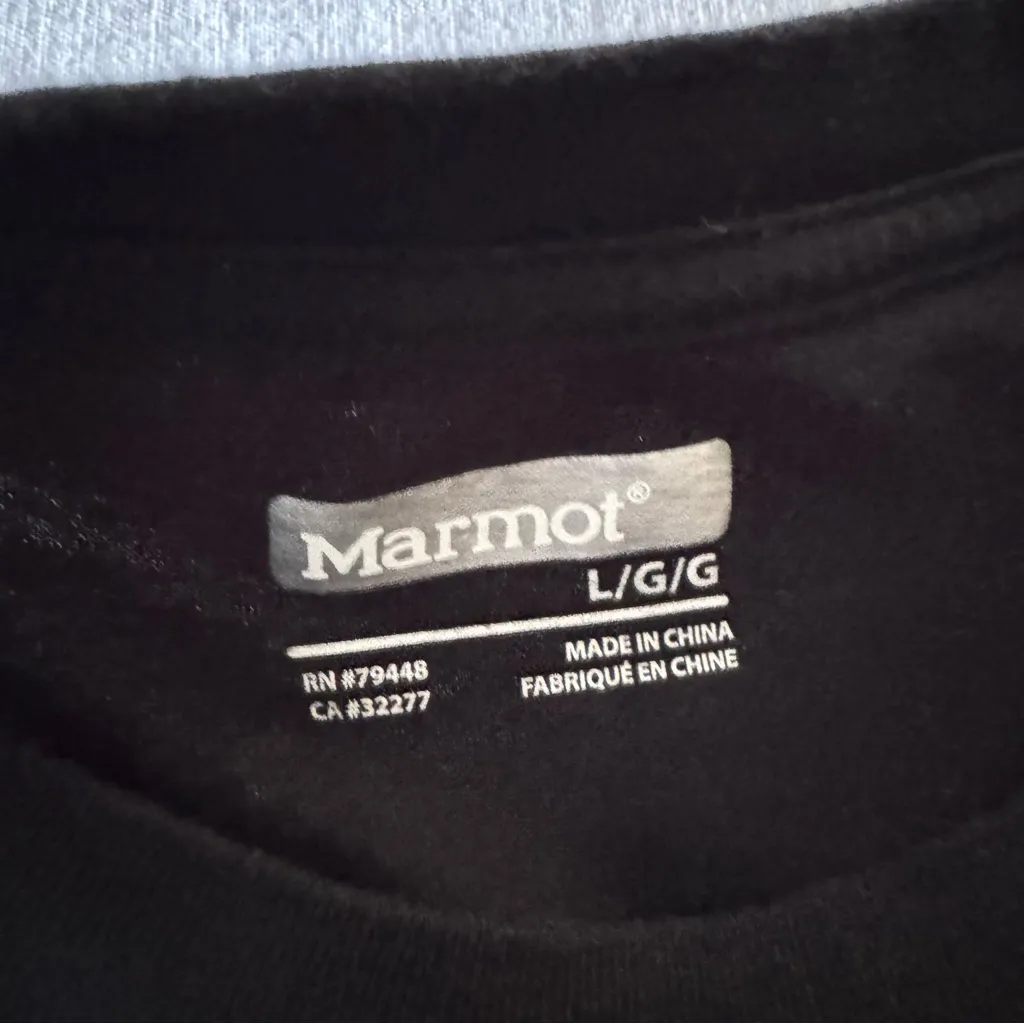 Marmot®
L/G/G
RN #79448
CA #32277
MADE IN CHINA
FABRIQUÉ EN CHINE